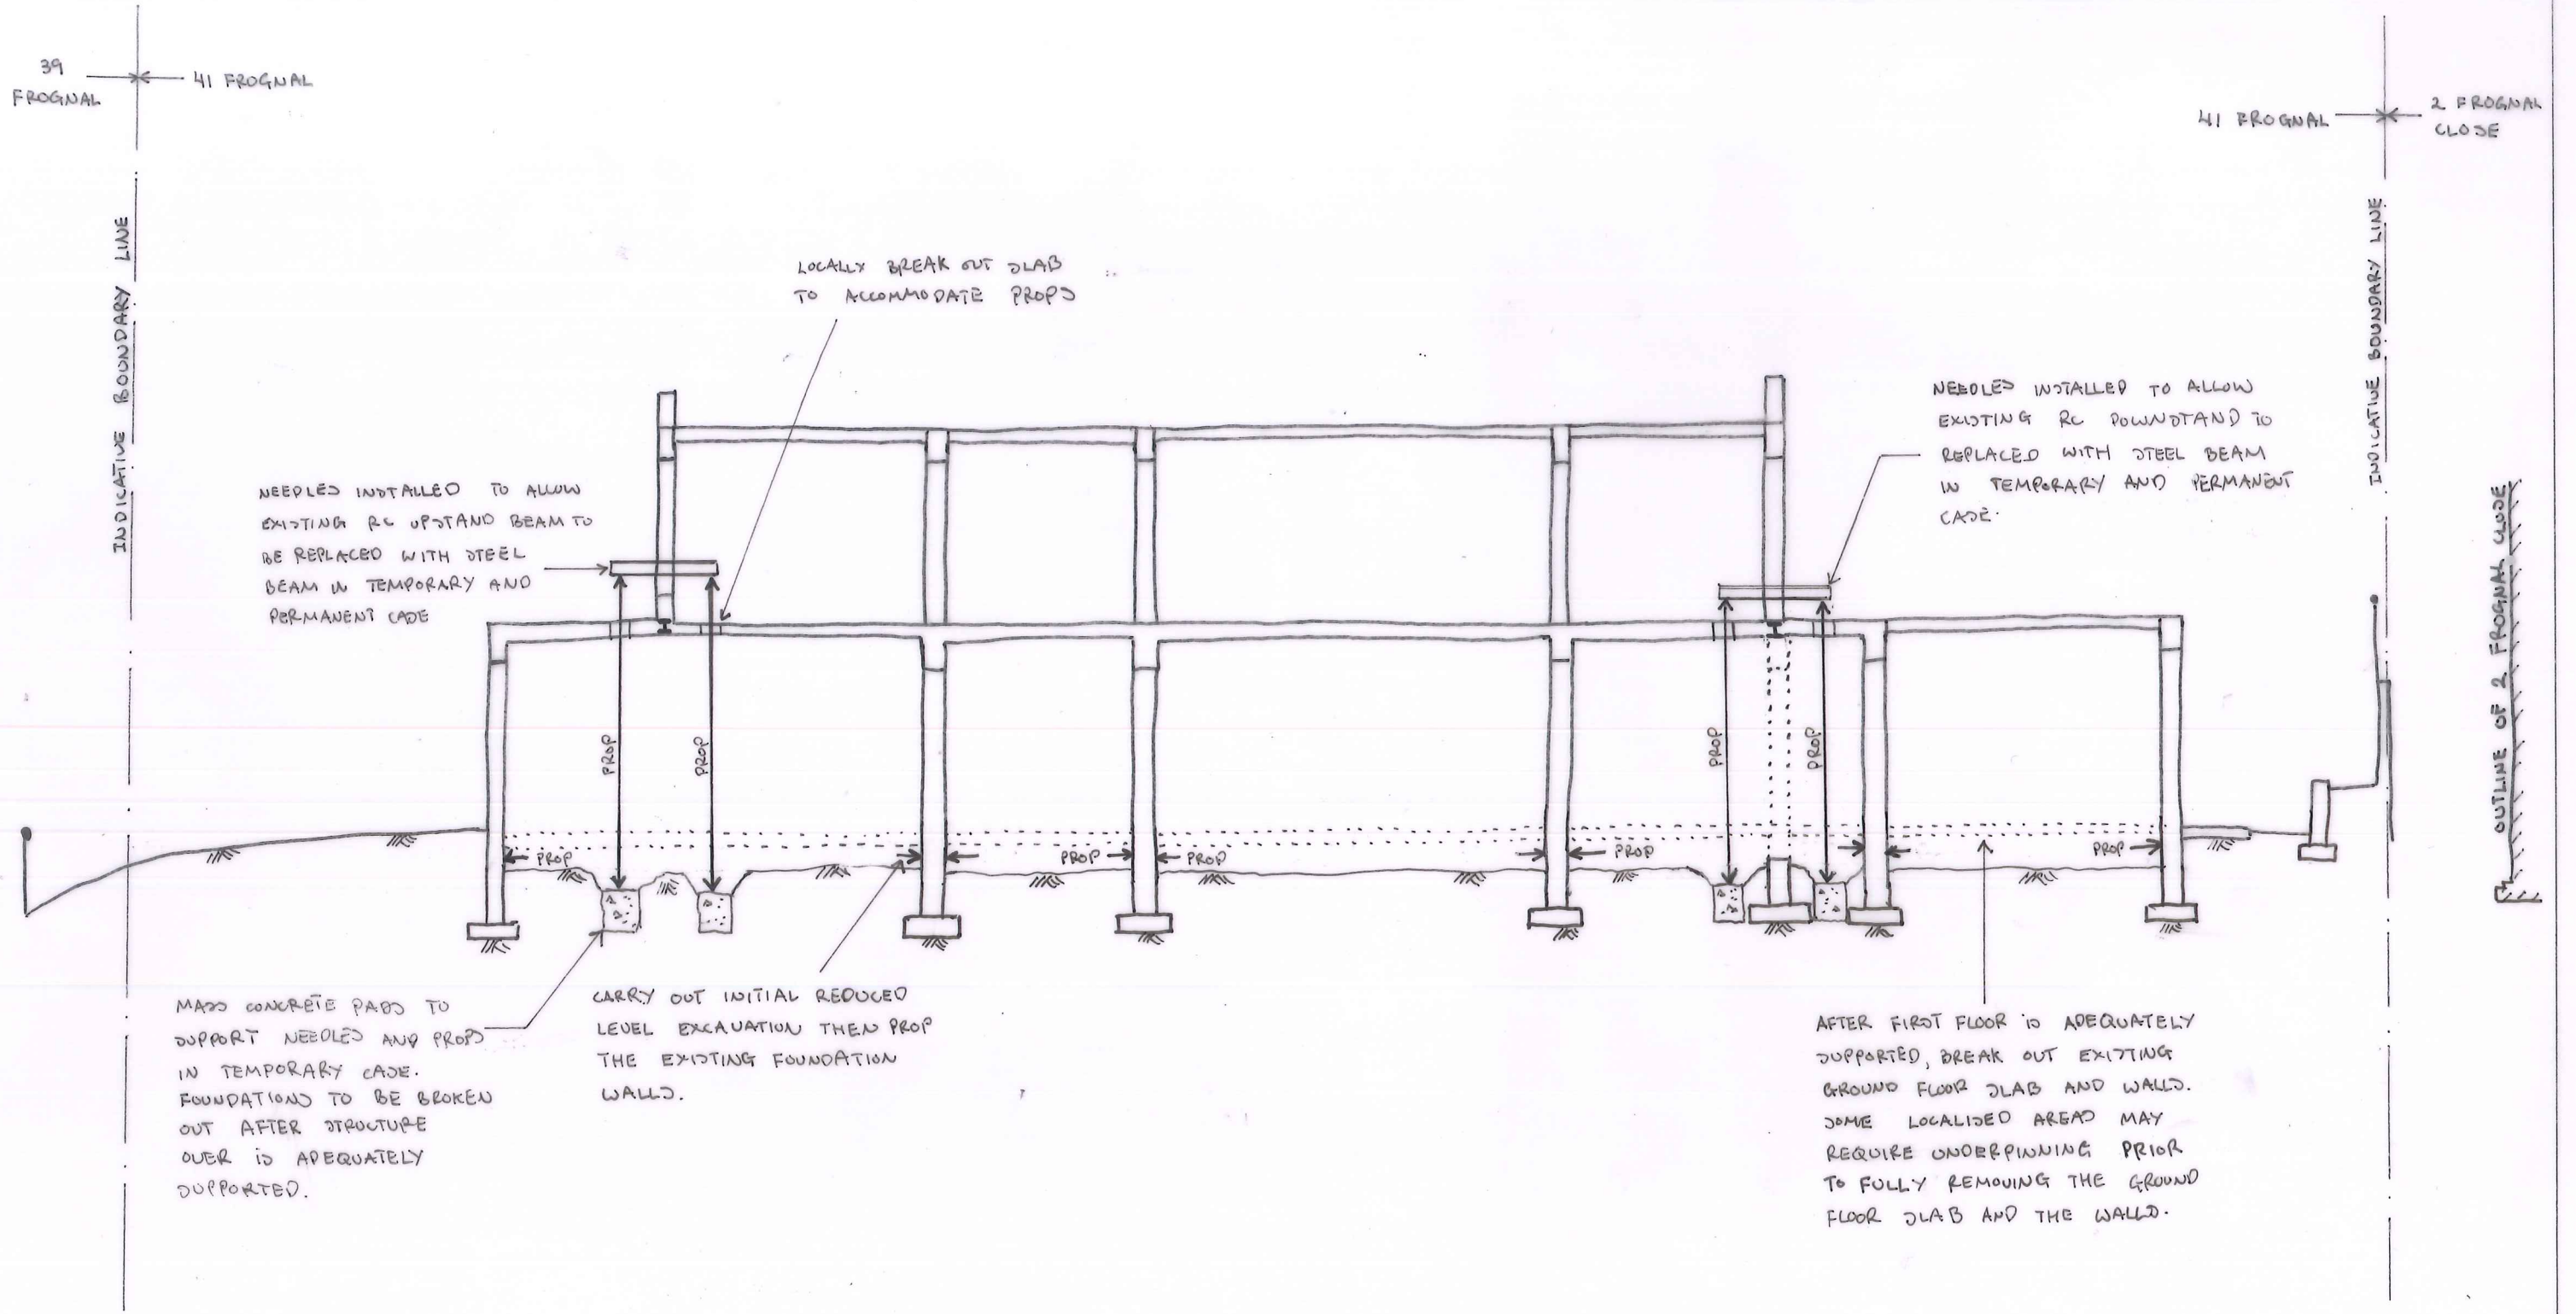 39
FROGNAL
41 FROGNAL
41 FROGNAL
2 FROGNAL
CLOSE
INDICATIVE BOUNDARY LINE
INDICATIVE BOUNDARY LINE
LOCALLY BREAK OUT SLAB
TO ACCOMMODATE PROPS
NEEDLES INSTALLED TO ALLOW
EXISTING RC DOWNSTAND TO
REPLACED WITH STEEL BEAM
IN TEMPORARY AND PERMANENT
CASE.
NEEDLES INSTALLED TO ALLOW
EXISTING RC UPSTAND BEAM TO
BE REPLACED WITH STEEL
BEAM IN TEMPORARY AND
PERMANENT CASE
OUTLINE OF 2 FROGNAL CLOSE
PROP
PROP
PROP
PROP
PROP
PROP
PROP
PROP
PROP
MASS CONCRETE PADS TO
SUPPORT NEEDLES AND PROPS
IN TEMPORARY CASE.
FOUNDATIONS TO BE BROKEN
OUT AFTER STRUCTURE
OVER IS ADEQUATELY
SUPPORTED.
CARRY OUT INITIAL REDUCED
LEVEL EXCAVATION THEN PROP
THE EXISTING FOUNDATION
WALLS.
AFTER FIRST FLOOR IS ADEQUATELY
SUPPORTED, BREAK OUT EXISTING
GROUND FLOOR SLAB AND WALLS.
SOME LOCALISED AREAS MAY
REQUIRE UNDERPINNING PRIOR
TO FULLY REMOVING THE GROUND
FLOOR SLAB AND THE WALLS.